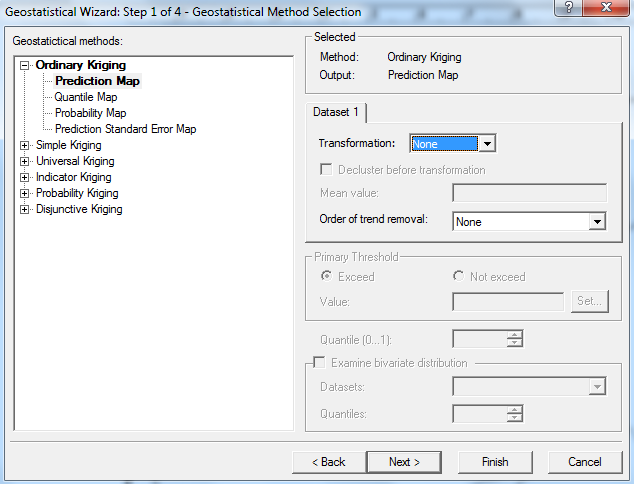 Geostatistical Wizard: Step 1 of 4 - Geostatistical Method Selection
Geostatictical methods:
Ordinary Kriging
Prediction Map
Quantile Map
Probability Map
Prediction Standard Error Map
Simple Kriging
Universal Kriging
Indicator Kriging
Probability Kriging
Disjunctive Kriging
Selected
Method: Ordinary Kriging
Output: Prediction Map
Dataset 1
Transformation: None
Decluster before transformation
Mean value:
Order of trend removal: None
Primary Threshold
Exceed Not exceed
Value: Set...
Quantile (0...1):
Examine bivariate distribution
Datasets:
Quantiles:
< Back Next > Finish Cancel